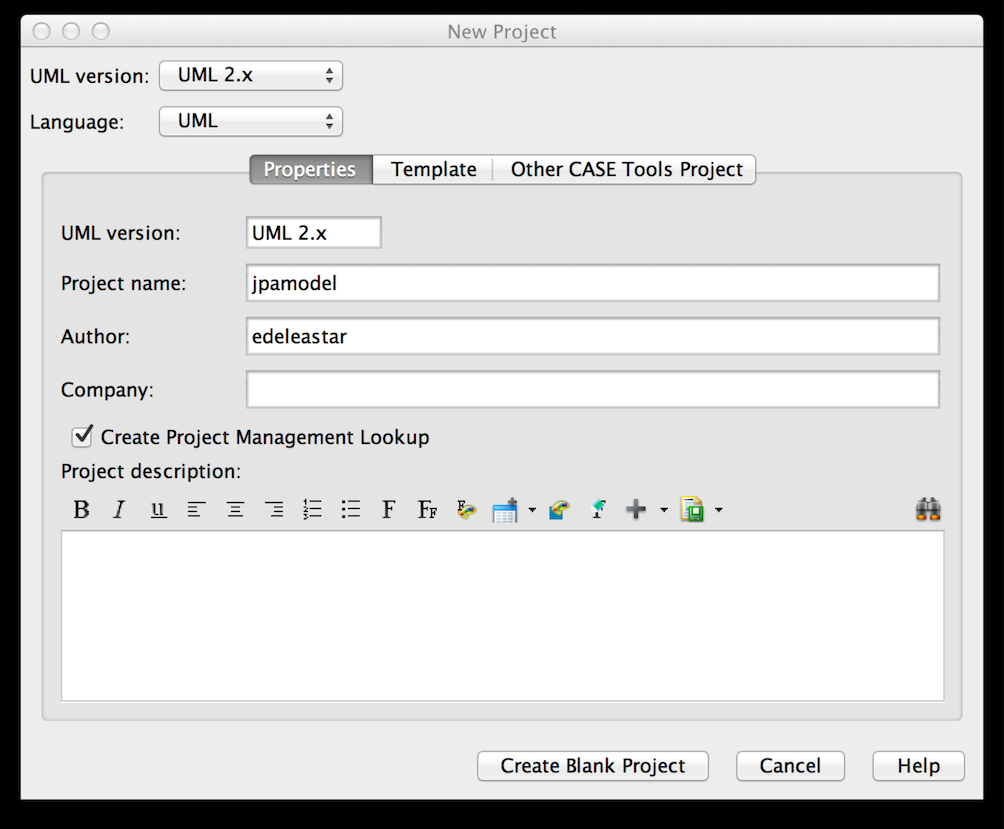 New Project
UML version: UML 2.x
Language: UML
Properties Template Other CASE Tools Project
UML version: UML 2.x
Project name: jpamodel
Author: edeleastar
Company:
Create Project Management Lookup
Project description:
B I u F FF
Create Blank Project Cancel Help